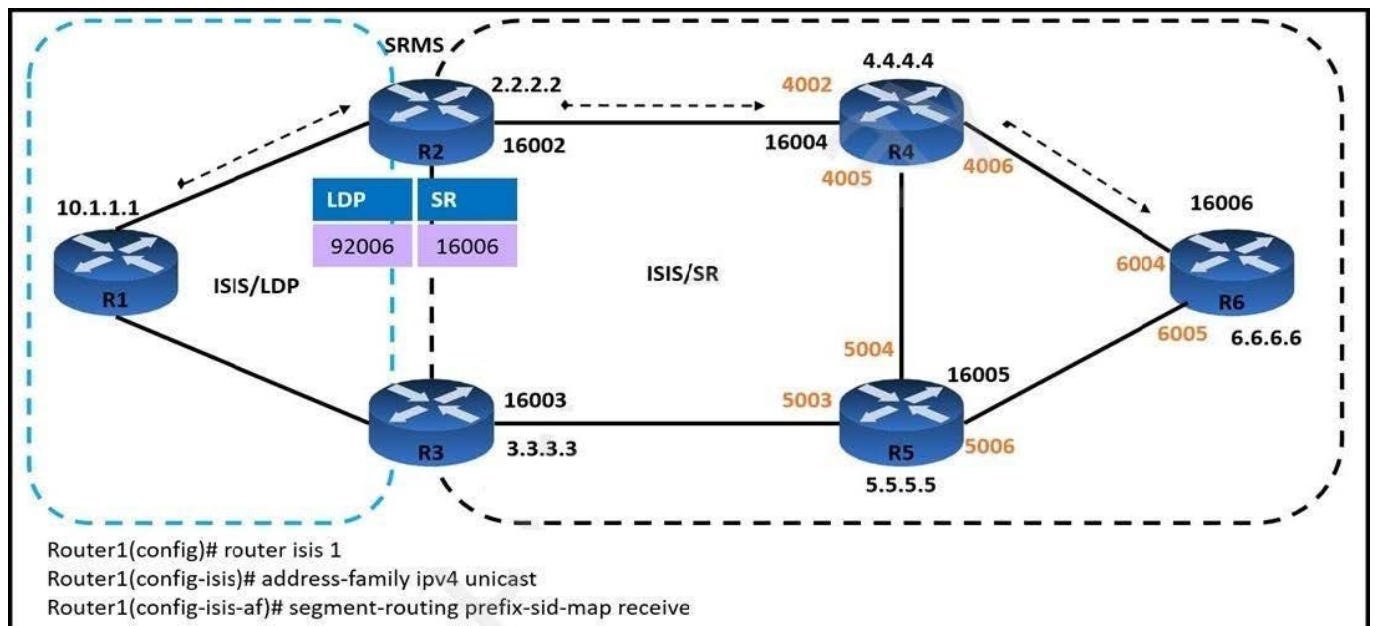 SRMS
4.4.4.4
2.2.2.2
4002
16002
16004
R2
R4
4005
4006
LDP
SR
92006
16006
10.1.1.1
16006
R1
ISIS/LDP
ISIS/SR
6004
R6
6005
6.6.6.6
5004
16005
16003
5003
R3
3.3.3.3
R5
5006
5.5.5.5
Router1(config)# router isis 1
Router1(config-isis)# address-family ipv4 unicast
Router1(config-isis-af)# segment-routing prefix-sid-map receive